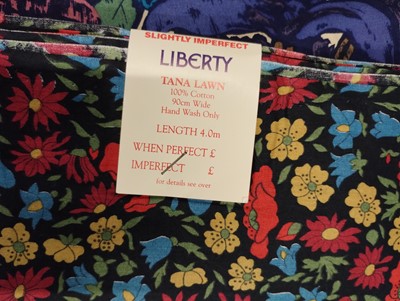 SLIGHTLY IMPERFECT
LIBERTY
TANA LAWN
100% Cotton
90cm Wide
Hand Wash Only
LENGTH 4.0m
WHEN PERFECT £
IMPERFECT £
for details see over